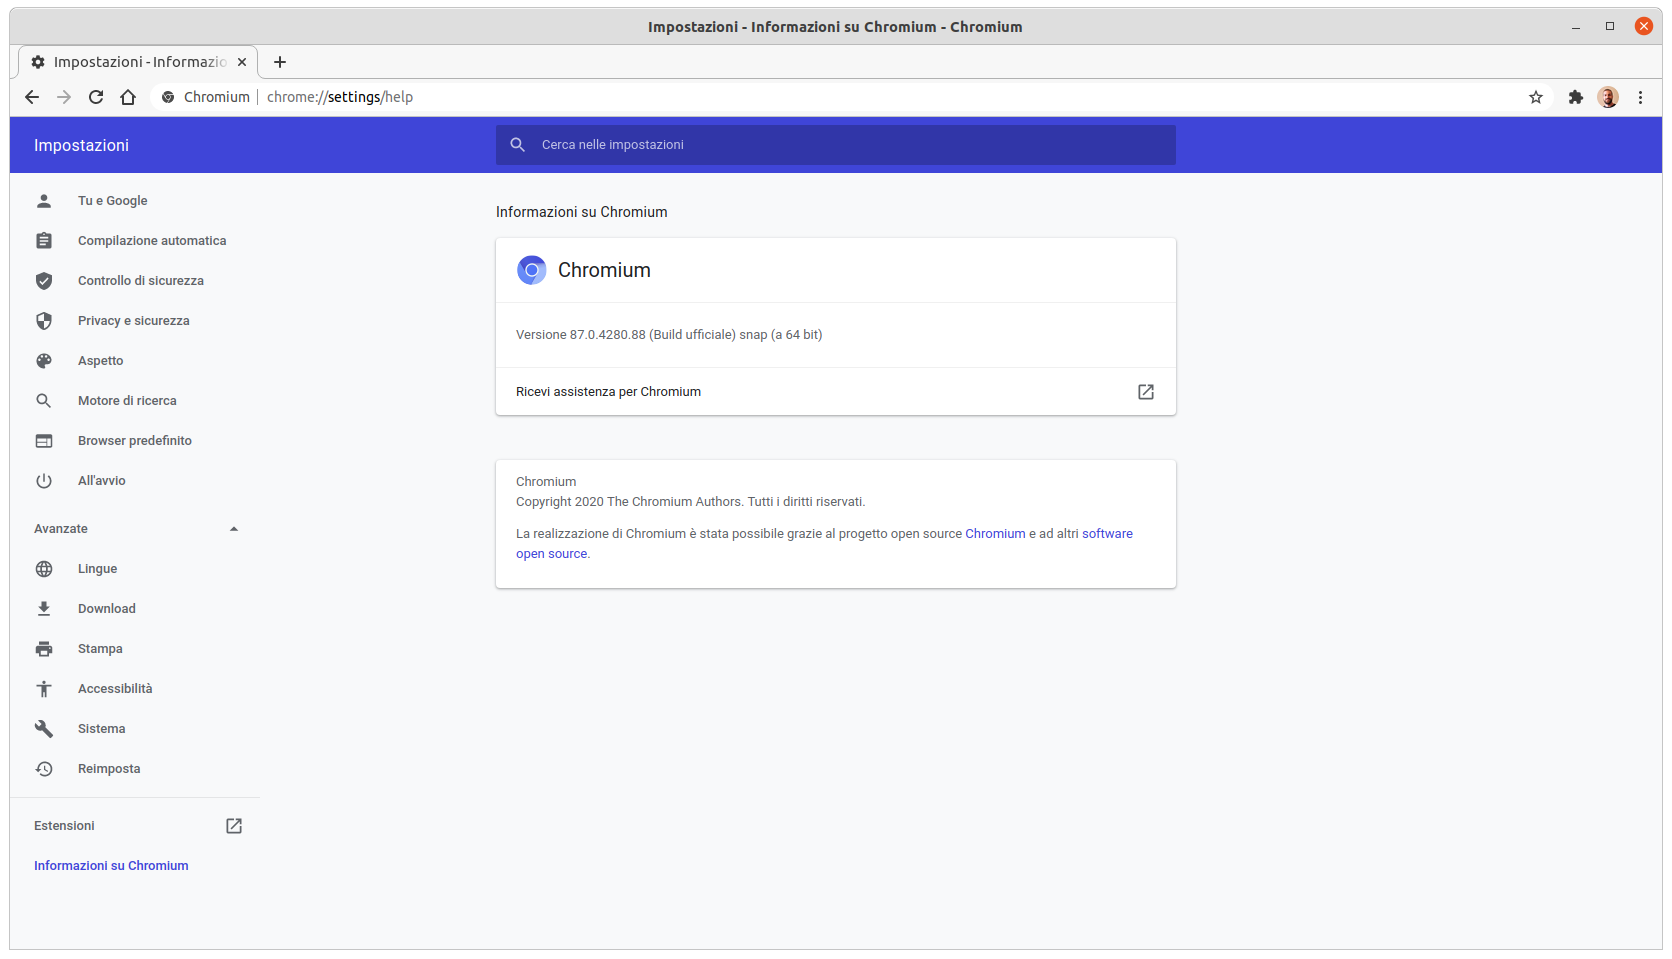 Impostazioni - Informazioni su Chromium - Chromium
Impostazioni - Informazio
Chromium chrome://settings/help
Impostazioni
Cerca nelle impostazioni
Tu e Google
Compilazione automatica
Controllo di sicurezza
Privacy e sicurezza
Aspetto
Motore di ricerca
Browser predefinito
All'avvio
Avanzate
Lingue
Download
Stampa
Accessibilità
Sistema
Reimposta
Estensioni
Informazioni su Chromium
Informazioni su Chromium
Chromium
Versione 87.0.4280.88 (Build ufficiale) snap (a 64 bit)
Ricevi assistenza per Chromium
Chromium
Copyright 2020 The Chromium Authors. Tutti i diritti riservati.
La realizzazione di Chromium è stata possibile grazie al progetto open source Chromium e ad altri software
open source.